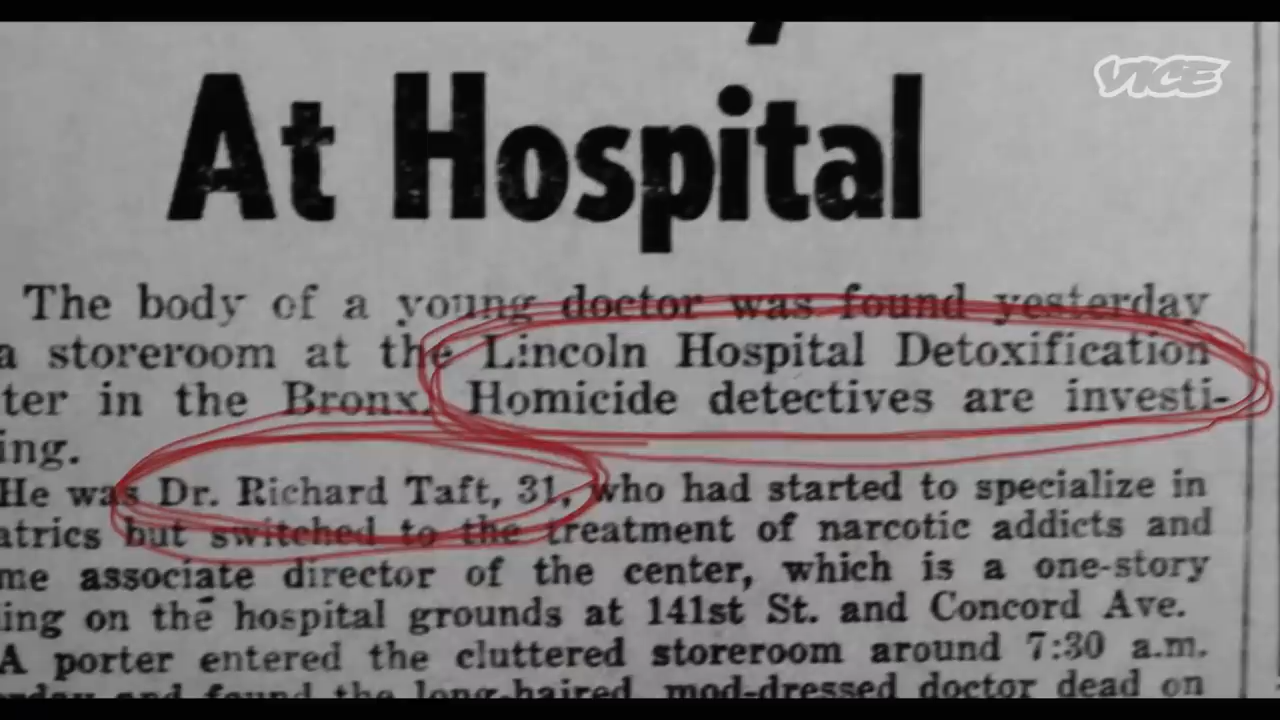 VICE
At Hospital
The body of a young doctor was found yesterday
a storeroom at the Lincoln Hospital Detoxification
ter in the Bronx. Homicide detectives are investi-
ing.
He was Dr. Richard Taft, 31, who had started to specialize in
atrics but switched to the treatment of narcotic addicts and
me associate director of the center, which is a one-story
ing on the hospital grounds at 141st St. and Concord Ave.
A porter entered the cluttered storeroom around 7:30 a.m.
rday and found the long-haired, mod-dressed doctor dead on